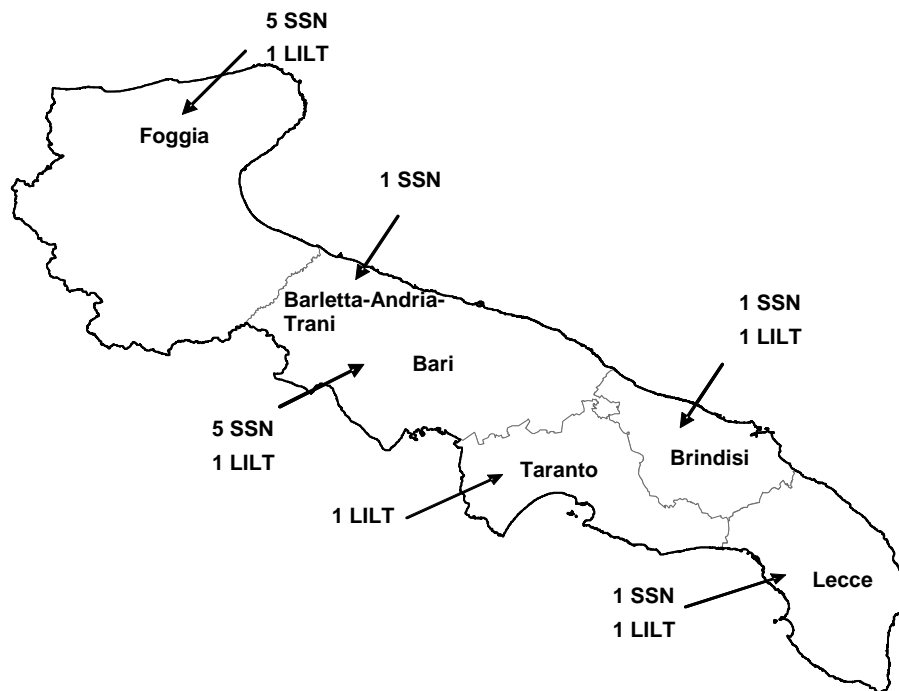 5 SSN
1 LILT
Foggia
1 SSN
Barletta-Andria-
Trani
1 SSN
1 LILT
Bari
5 SSN
1 LILT
Brindisi
Taranto
1 LILT
Lecce
1 SSN
1 LILT